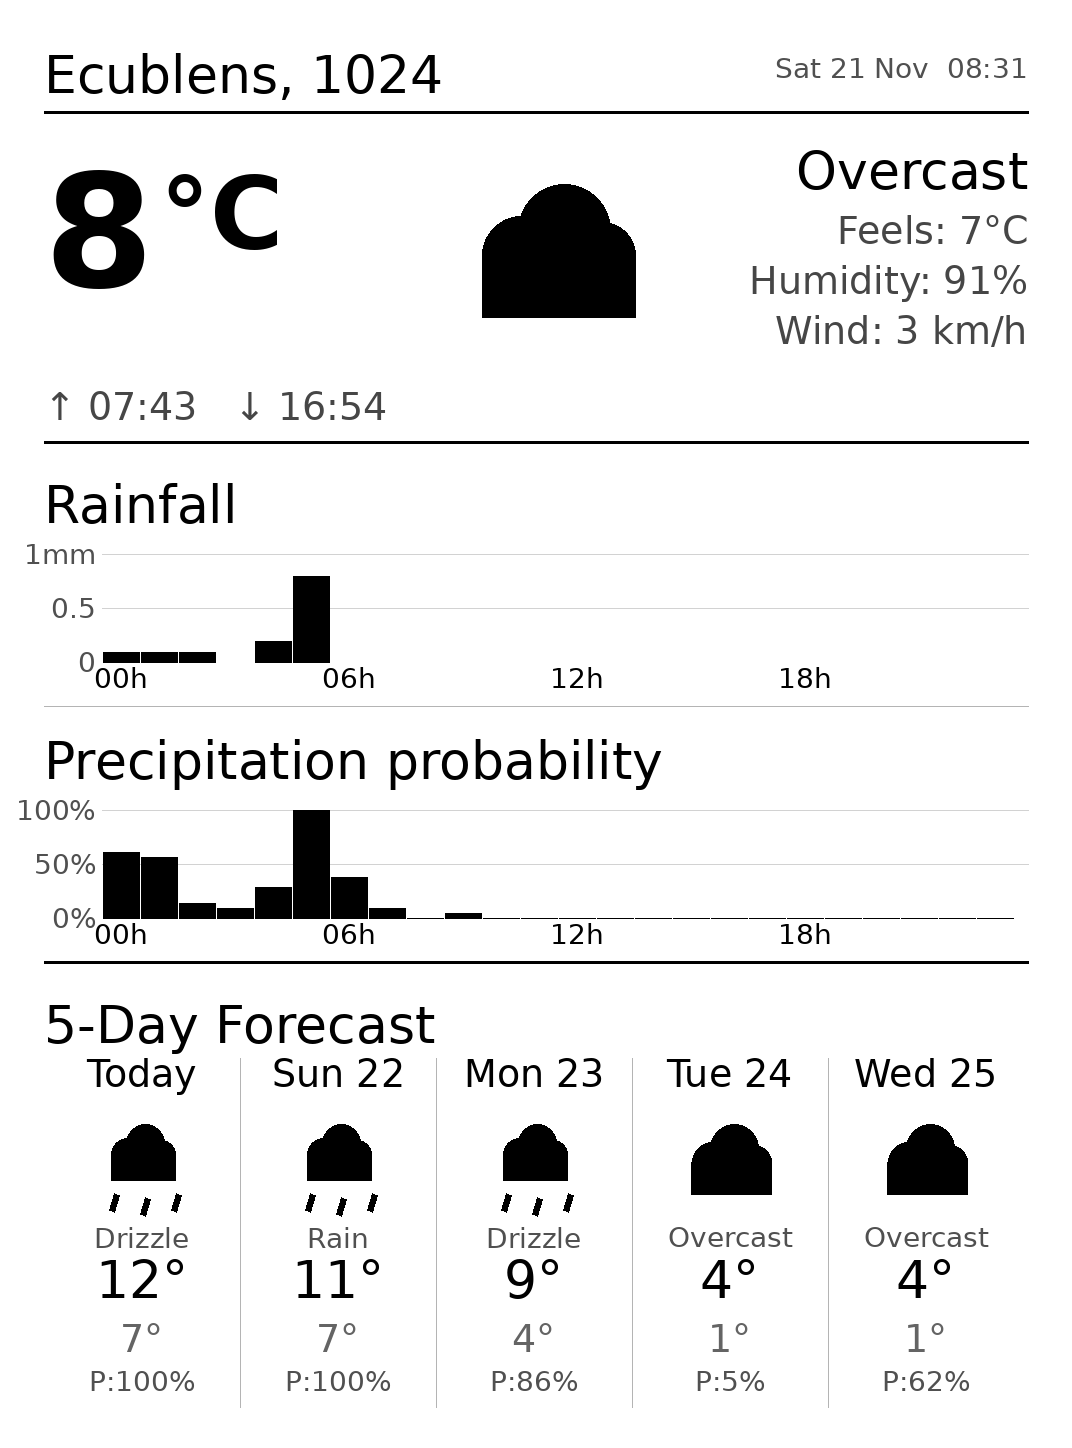 Ecublens, 1024
Sat 21 Nov  08:31
8°C
Overcast
Feels: 7°C
Humidity: 91%
Wind: 3 km/h
↑ 07:43   ↓ 16:54
Rainfall
1mm
0.5
0
00h 06h 12h 18h
Precipitation probability
100%
50%
0%
00h 06h 12h 18h
5-Day Forecast
Today Sun 22 Mon 23 Tue 24 Wed 25
Drizzle Rain Drizzle Overcast Overcast
12° 11° 9° 4° 4°
7° 7° 4° 1° 1°
P:100% P:100% P:86% P:5% P:62%